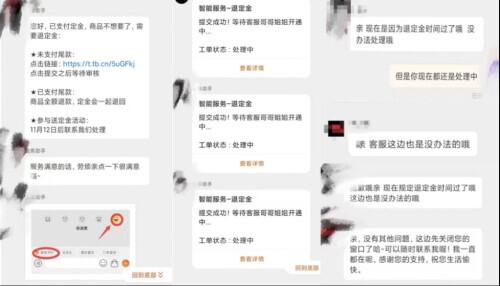 您好，已支付定金，商品不想要了，需
要退定金：
★未支付尾款：
点击链接：https://t.tb.cn/5uGFkj
点击提交之后等待审核
★已支付尾款：
商品全额退款，定金会一起退回
★参与送定金活动：
11月12日后联系我们处理
服务满意的话，劳烦亲点一下很满意
回到底部
智能服务~退定金
提交成功！等待客服哥哥姐姐开通
中...
工单状态：处理中
查看详情
智能服务~退定金
提交成功！等待客服哥哥姐姐开通
中...
工单状态：处理中
查看详情
智能服务~退定金
提交成功！等待客服哥哥姐姐开通
中...
工单状态：处理中
查看详情
回到底部
亲 现在是因为退定金时间过了哦 没
办法处理哦
但是你现在都还是处理中
亲 客服这边也是没办法的哦
哦亲 现在规定退定金时间过了哦
这边也是没办法的哦
亲，没有其他问题，这边先关闭您的
窗口了哈~可以随时联系我喔！我一直
都在呢，感谢您的支持，祝您生活愉
快。